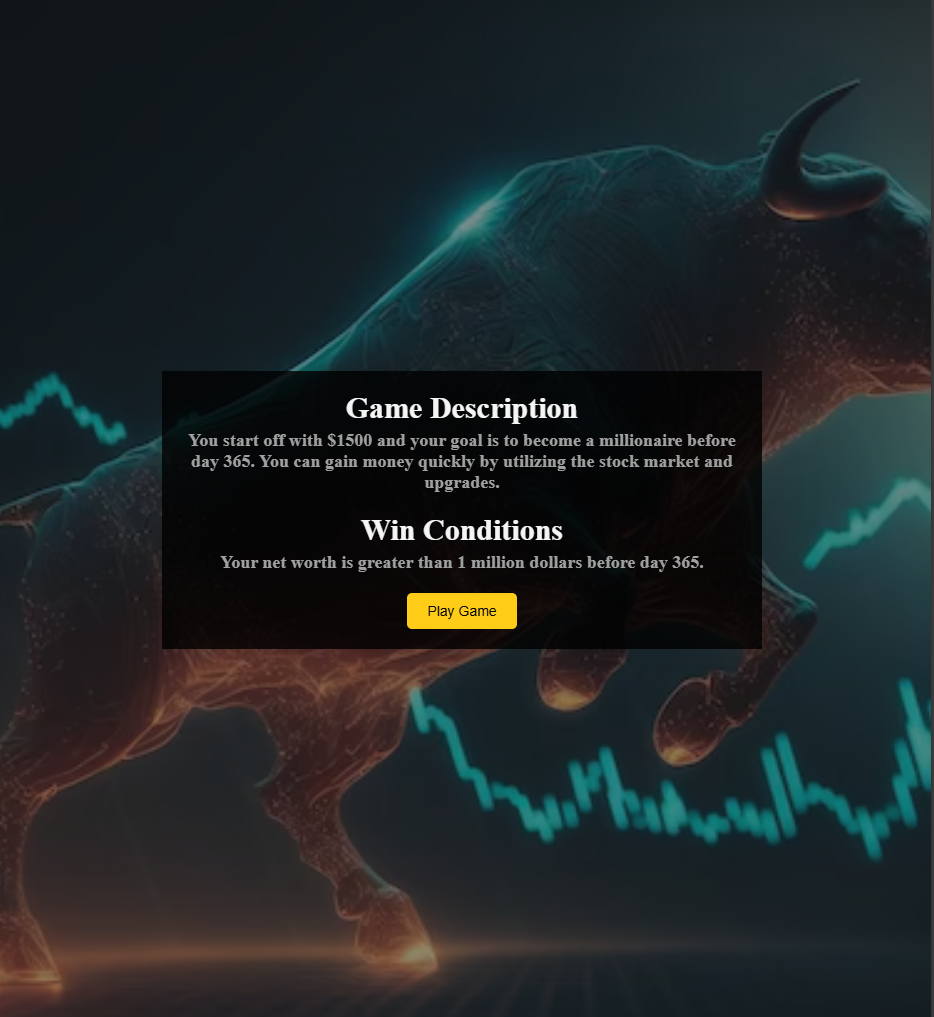 Game Description
You start off with $1500 and your goal is to become a millionaire before
day 365. You can gain money quickly by utilizing the stock market and
upgrades.
Win Conditions
Your net worth is greater than 1 million dollars before day 365.
Play Game